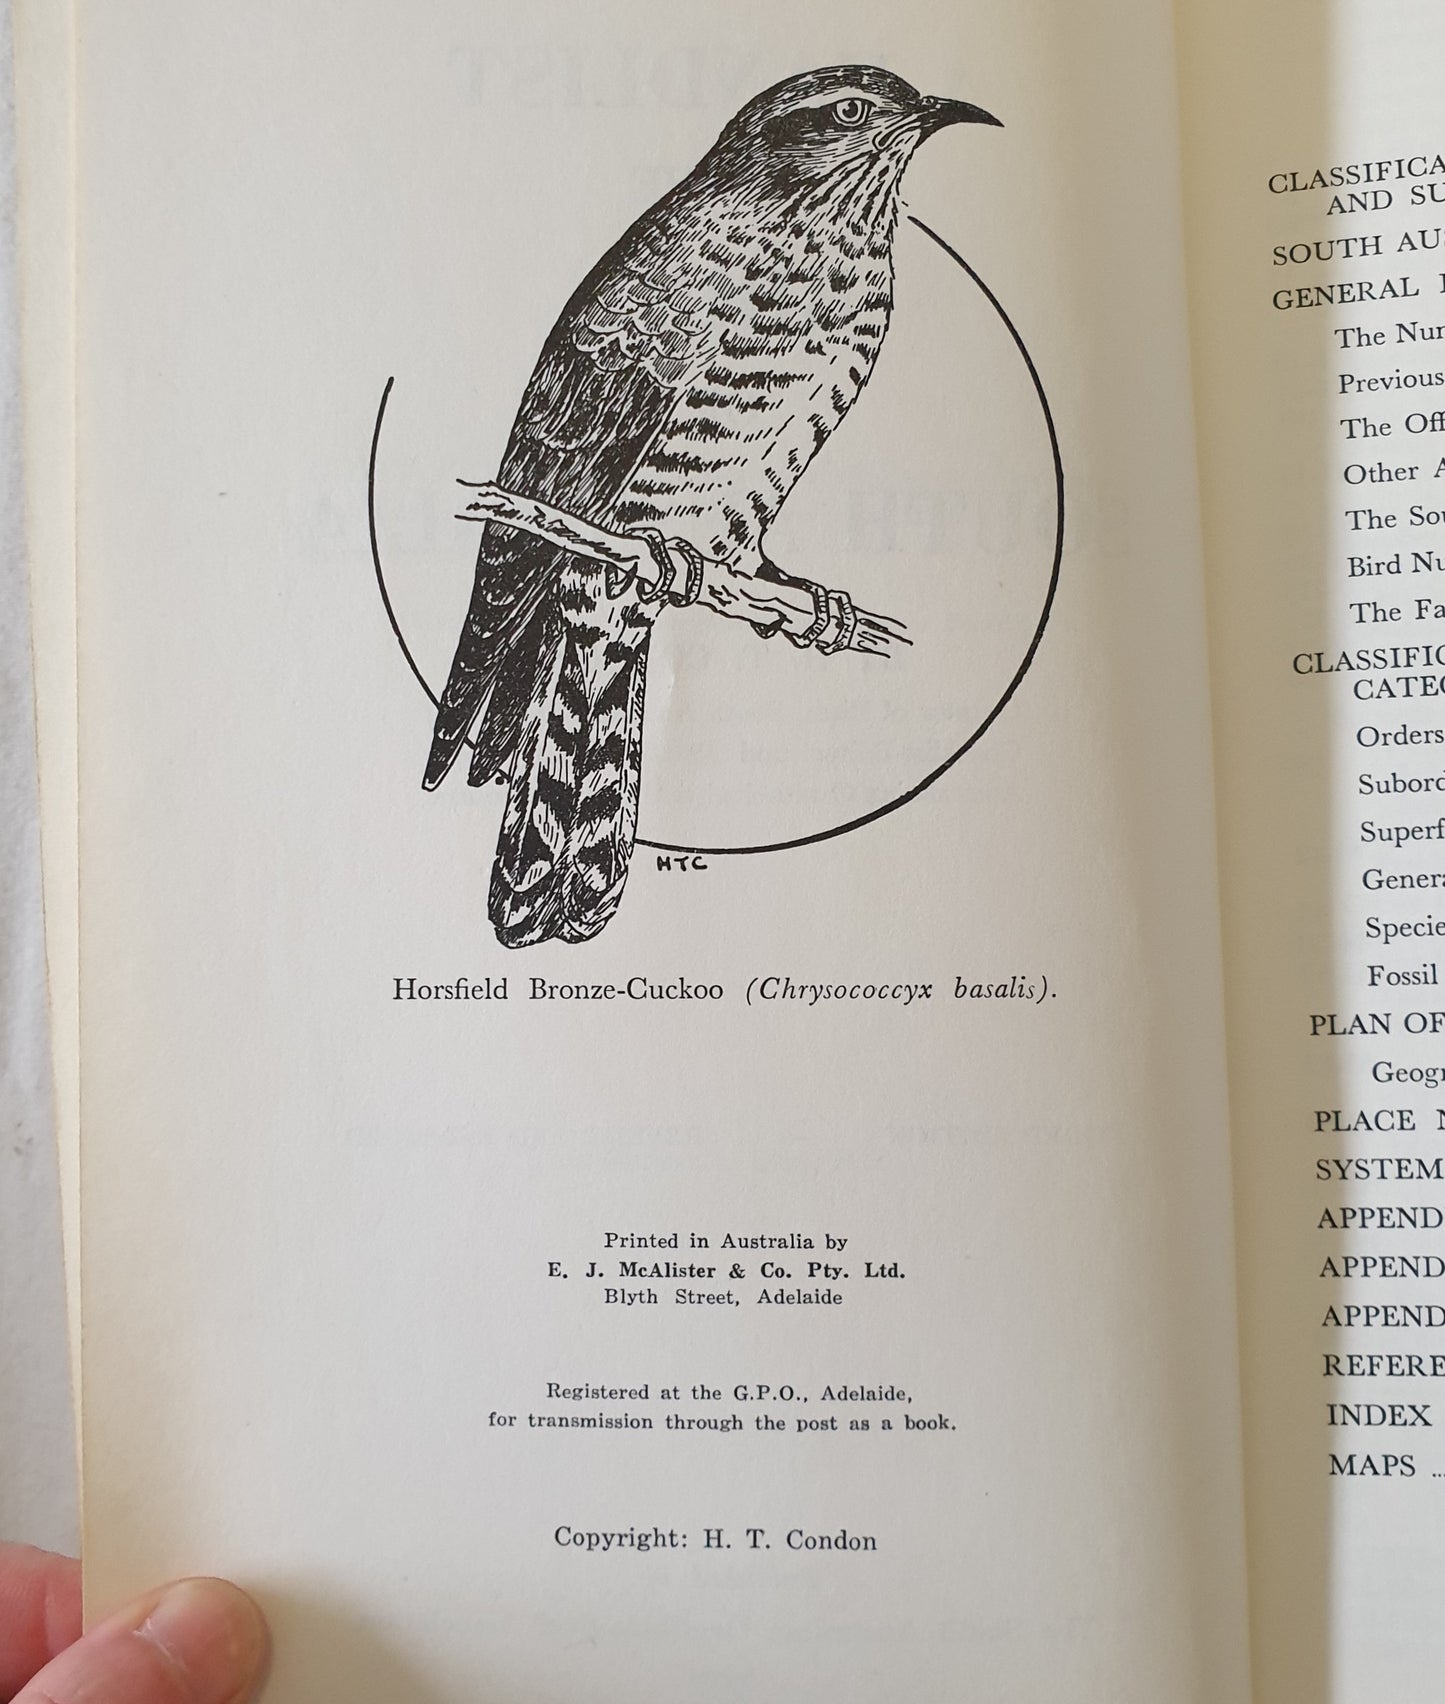 HTC
Horsfield Bronze-Cuckoo (Chrysococcyx basalis).
Printed in Australia by
E. J. McAlister & Co. Pty. Ltd.
Blyth Street, Adelaide
Registered at the G.P.O., Adelaide,
for transmission through the post as a book.
Copyright: H. T. Condon
CLASSIFICA
AND SU
SOUTH AUS
GENERAL
The Num
Previous
The Off
Other A
The Sou
Bird Nu
The Fa
CLASSIFIC
CATEG
Orders
Subord
Superf
Genera
Specie
Fossil
PLAN OF
Geogr
PLACE N
SYSTEM
APPEND
APPEND
APPEND
REFERE
INDEX
MAPS ...